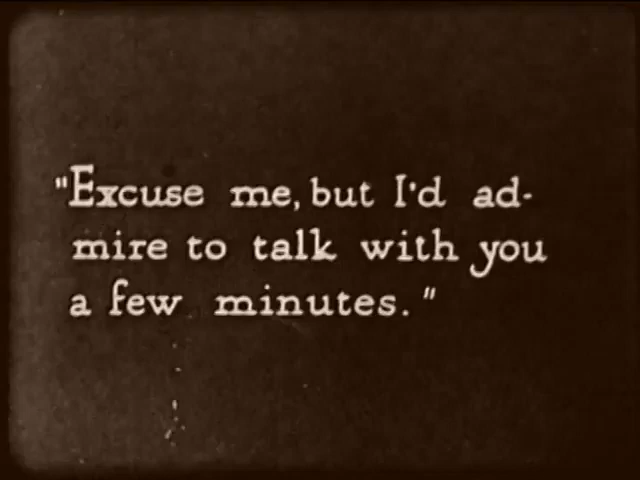 "Excuse me, but I'd ad-
mire to talk with you
a few minutes."